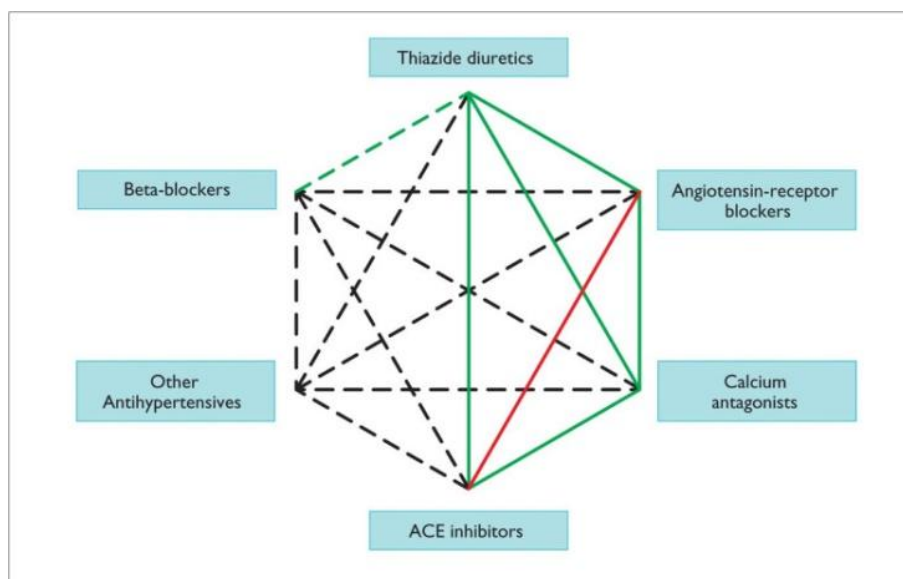 Thiazide diuretics
Beta-blockers
Angiotensin-receptor
blockers
Other
Antihypertensives
Calcium
antagonists
ACE inhibitors